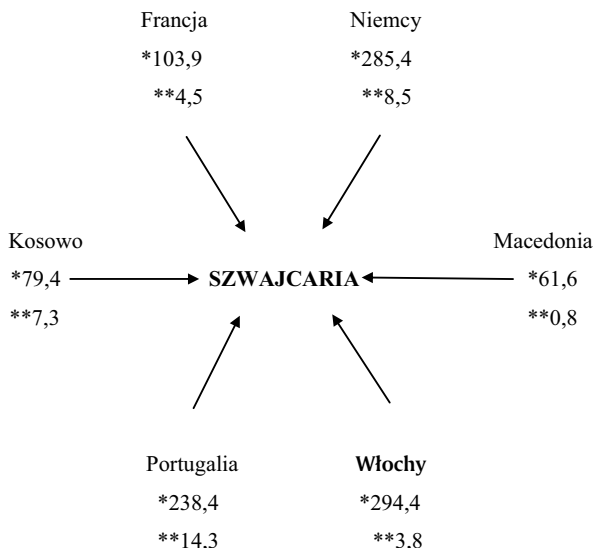 Francja
*103,9
**4,5
Niemcy
*285,4
**8,5
Kosowo
*79,4
**7,3
SZWAJCARIA
Macedonia
*61,6
**0,8
Portugalia
*238,4
**14,3
Włochy
*294,4
**3,8